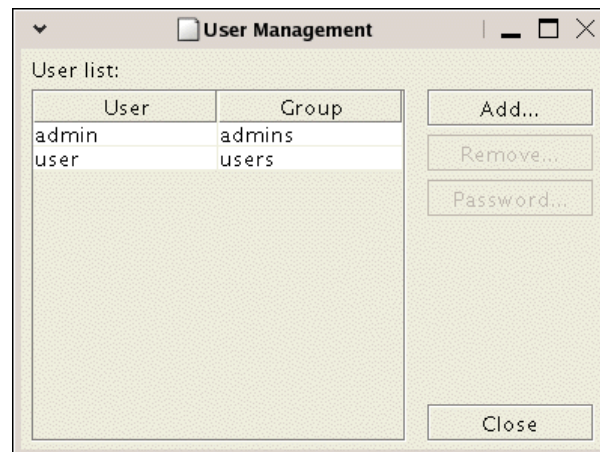 User Management
User list:
User Group
admin admins
user users
Add...
Remove...
Password...
Close